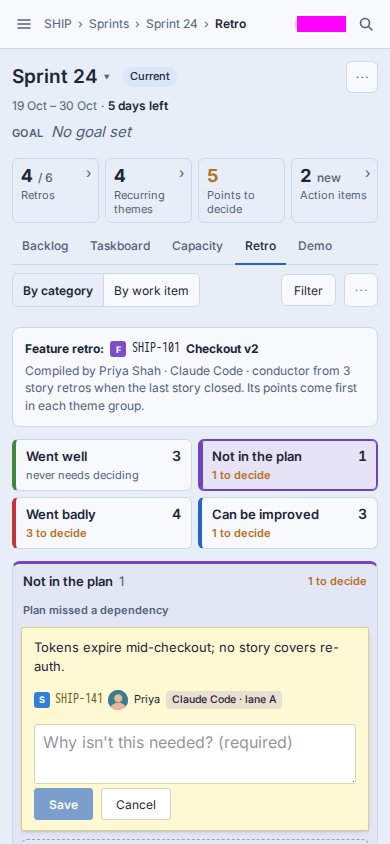 SHIP › Sprints › Sprint 24 › Retro
Sprint 24 ▾ Current ...
19 Oct – 30 Oct · 5 days left
GOAL No goal set
4 / 6 ›
Retros
4 ›
Recurring
themes
5
Points to
decide
2 new ›
Action items
Backlog Taskboard Capacity Retro Demo
By category By work item Filter ...
Feature retro: F SHIP-101 Checkout v2
Compiled by Priya Shah · Claude Code · conductor from 3
story retros when the last story closed. Its points come first
in each theme group.
Went well 3
never needs deciding
Not in the plan 1
1 to decide
Went badly 4
3 to decide
Can be improved 3
1 to decide
Not in the plan 1 1 to decide
Plan missed a dependency
Tokens expire mid-checkout; no story covers re-
auth.
S SHIP-141 Priya Claude Code · lane A
Why isn't this needed? (required)
Save Cancel